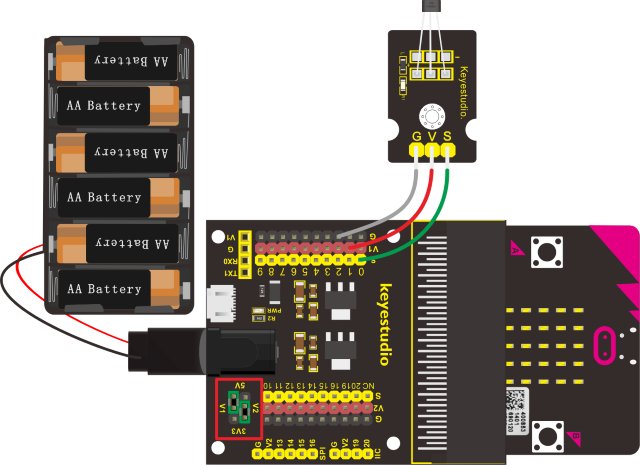 AA Battery
AA Battery
AA Battery
AA Battery
AA Battery
AA Battery
Keyestudio.
G V S
V1
G
RX0
TX1
G
V1
S
9 8 7 6 5 4 3 2 1 0
PWR
R2
keyestudio
10 11 12 13 14 15 16 19 20 NC
S
V2
G
5V
V1
V2
3V3
G V2 13 14 15 16 SPI
G V2 19 20 IIC
A
B